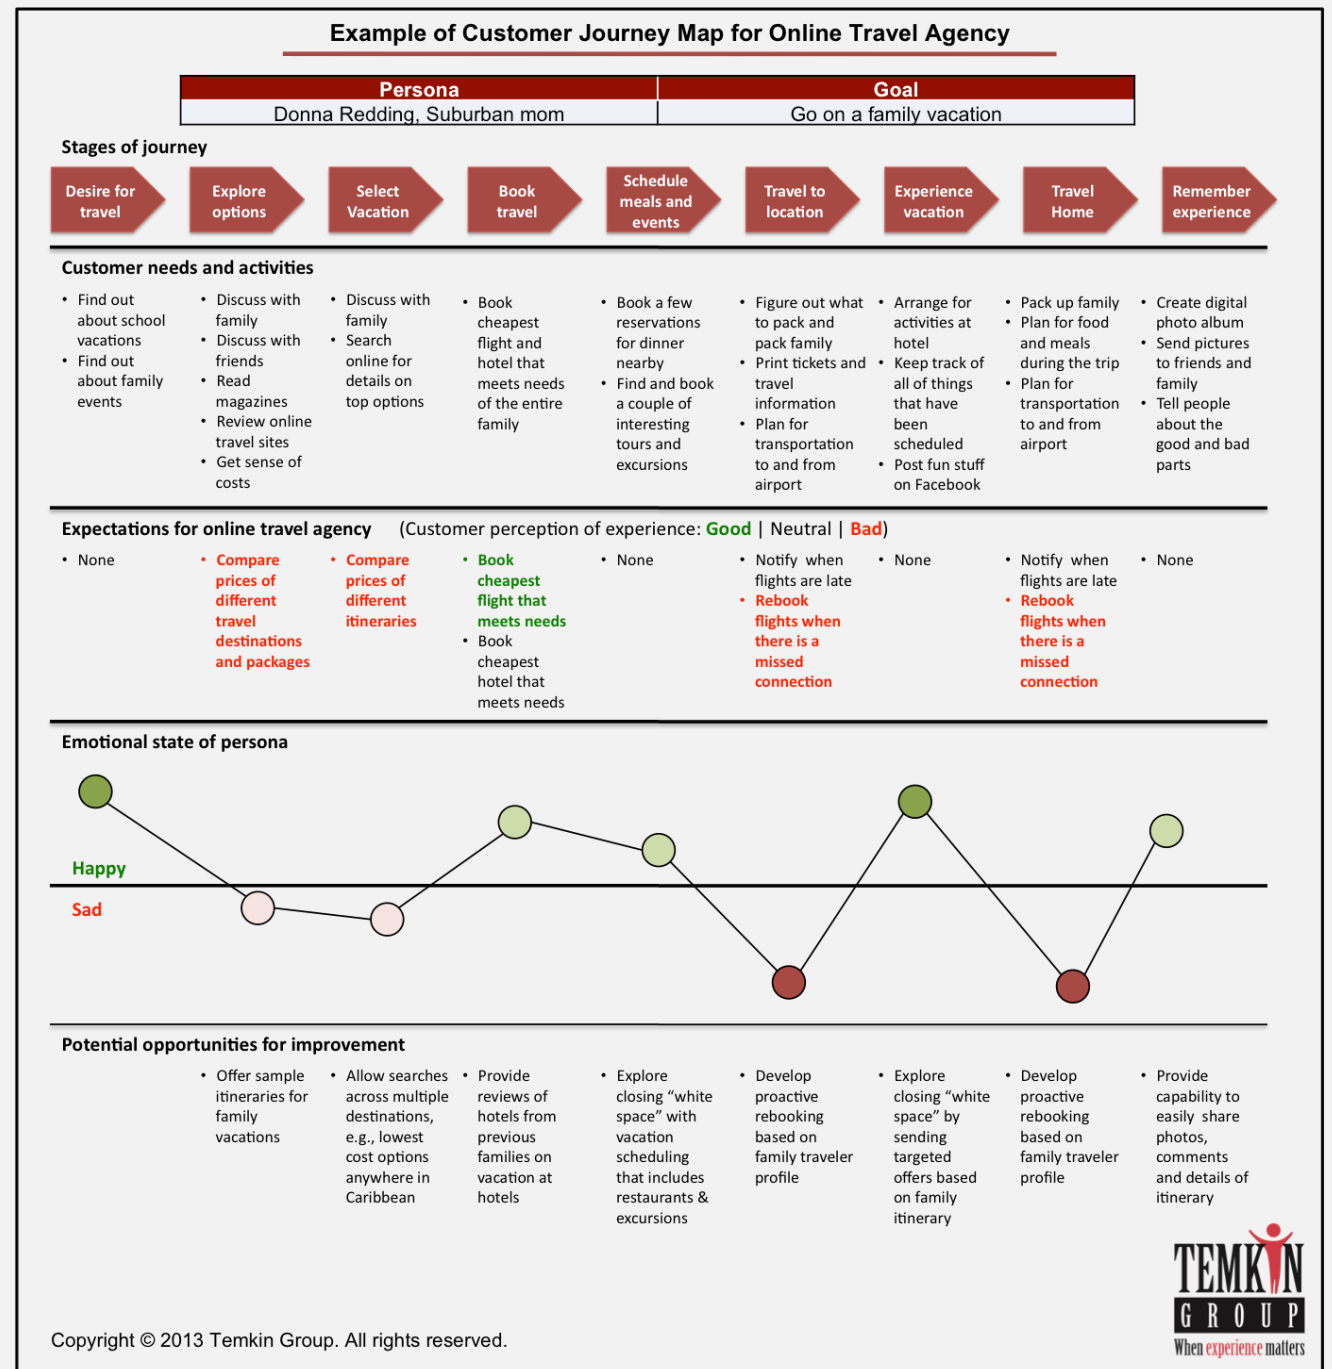 Example of Customer Journey Map for Online Travel Agency
Persona
Goal
Donna Redding, Suburban mom
Go on a family vacation
Stages of journey
Desire for
travel
Explore
options
Select
Vacation
Book
travel
Schedule
meals and
events
Travel to
location
Experience
vacation
Travel
Home
Remember
experience
Customer needs and activities
• Find out
about school
vacations
• Find out
about family
events
• Discuss with
family
• Discuss with
friends
• Read
magazines
• Review online
travel sites
• Get sense of
costs
• Discuss with
family
• Search
online for
details on
top options
• Book
cheapest
flight and
hotel that
meets needs
of the entire
family
• Book a few
reservations
for dinner
nearby
• Find and book
a couple of
interesting
tours and
excursions
• Figure out what
to pack and
pack family
• Print tickets and
travel
information
• Plan for
transportation
to and from
airport
• Arrange for
activities at
hotel
• Keep track of
all of things
that have
been
scheduled
• Post fun stuff
on Facebook
• Pack up family
• Plan for food
and meals
during the trip
• Plan for
transportation
to and from
airport
• Create digital
photo album
• Send pictures
to friends and
family
• Tell people
about the
good and bad
parts
Expectations for online travel agency (Customer perception of experience: Good | Neutral | Bad)
• None
• Compare
prices of
different
travel
destinations
and packages
• Compare
prices of
different
itineraries
• Book
cheapest
flight that
meets needs
• Book
cheapest
hotel that
meets needs
• None
• Notify when
flights are late
• Rebook
flights when
there is a
missed
connection
• None
• Notify when
flights are late
• Rebook
flights when
there is a
missed
connection
• None
Emotional state of persona
Happy
Sad
Potential opportunities for improvement
• Offer sample
itineraries for
family
vacations
• Allow searches
across multiple
destinations,
e.g., lowest
cost options
anywhere in
Caribbean
• Provide
reviews of
hotels from
previous
families on
vacation at
hotels
• Explore
closing “white
space” with
vacation
scheduling
that includes
restaurants &
excursions
• Develop
proactive
rebooking
based on
family traveler
profile
• Explore
closing “white
space” by
sending
targeted
offers based
on family
itinerary
• Develop
proactive
rebooking
based on
family traveler
profile
• Provide
capability to
easily share
photos,
comments
and details of
itinerary
TEMKIN
GROUP
When experience matters
Copyright © 2013 Temkin Group. All rights reserved.